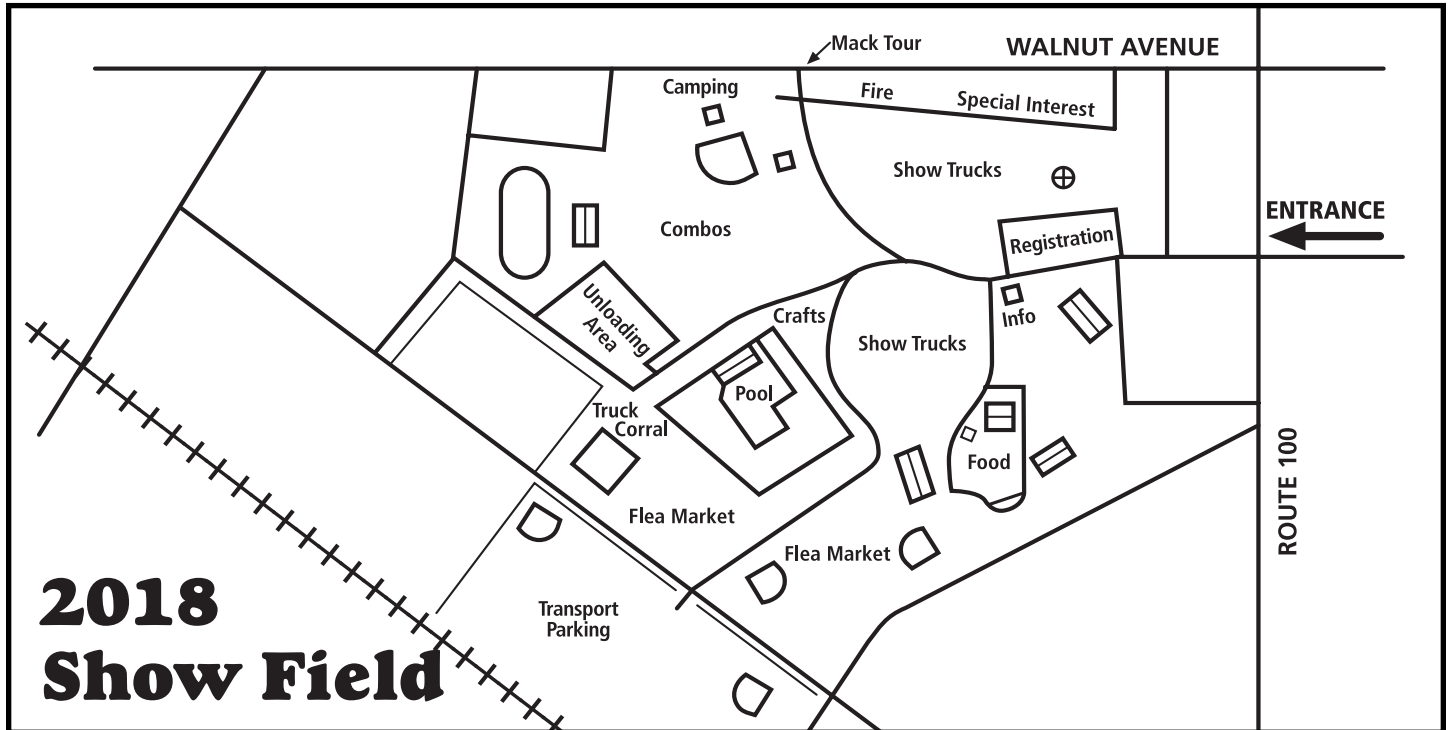 Mack Tour
WALNUT AVENUE
Camping
Fire
Special Interest
Show Trucks
ENTRANCE
Combos
Registration
Unloading
Area
Crafts
Info
Show Trucks
Pool
Truck
Corral
Food
ROUTE 100
Flea Market
Flea Market
Transport
Parking
2018
Show Field